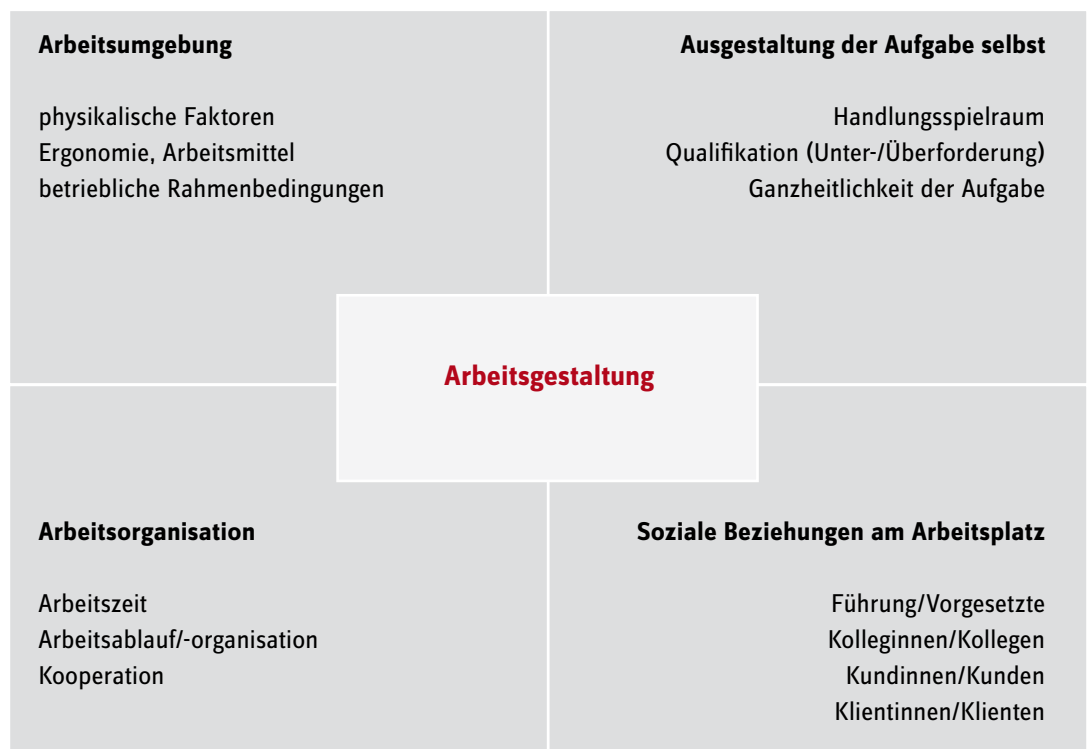 Arbeitsumgebung
physikalische Faktoren
Ergonomie, Arbeitsmittel
betriebliche Rahmenbedingungen
Ausgestaltung der Aufgabe selbst
Handlungsspielraum
Qualifikation (Unter-/Überforderung)
Ganzheitlichkeit der Aufgabe
Arbeitsgestaltung
Arbeitsorganisation
Arbeitszeit
Arbeitsablauf/-organisation
Kooperation
Soziale Beziehungen am Arbeitsplatz
Führung/Vorgesetzte
Kolleginnen/Kollegen
Kundinnen/Kunden
Klientinnen/Klienten